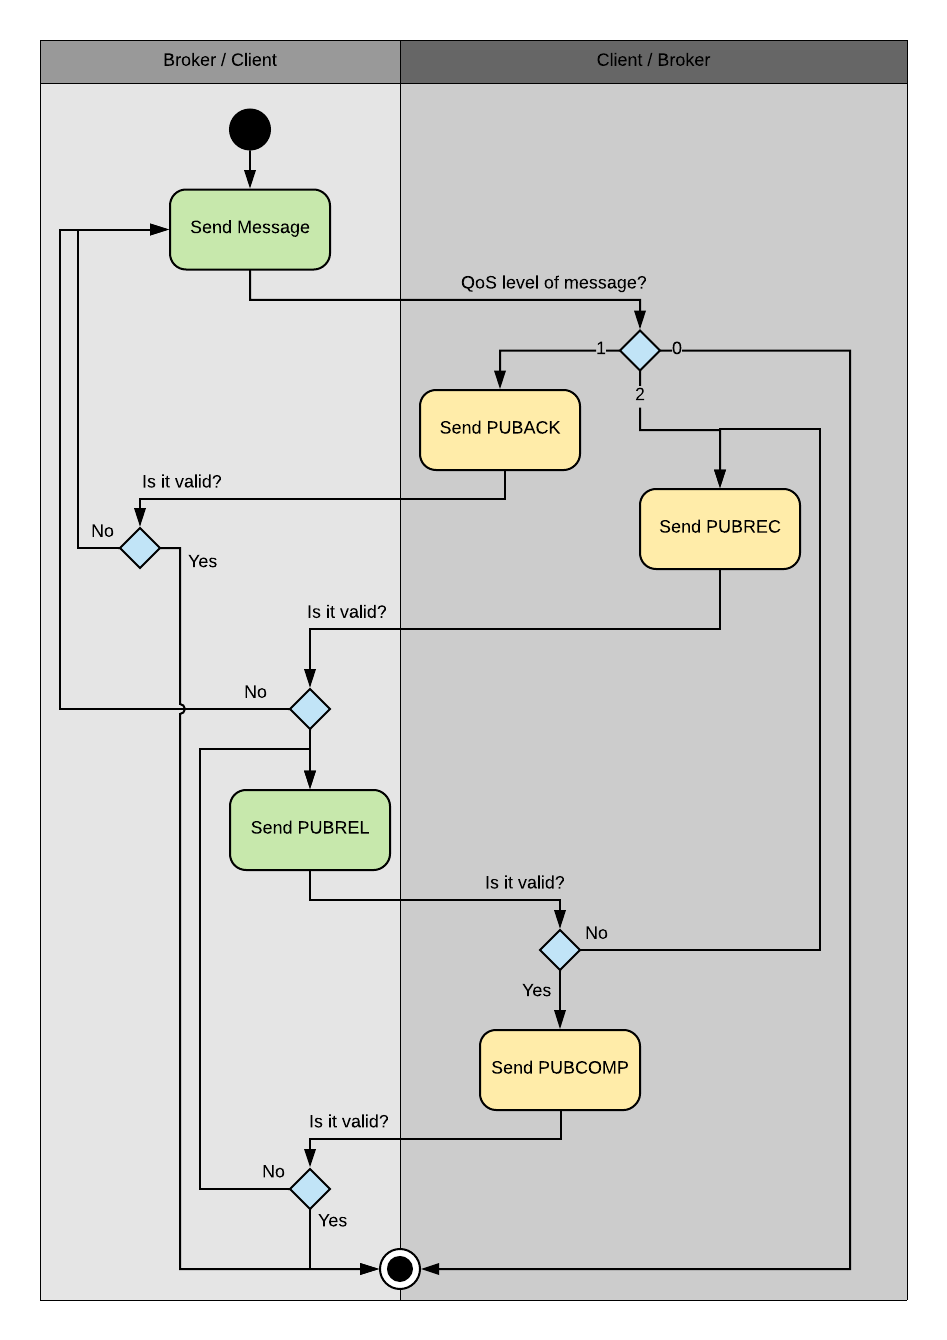 Broker / Client
Client / Broker
Send Message
QoS level of message?
1
0
2
Send PUBACK
Is it valid?
No
Yes
Send PUBREC
Is it valid?
No
Send PUBREL
Is it valid?
No
Yes
Send PUBCOMP
Is it valid?
No
Yes